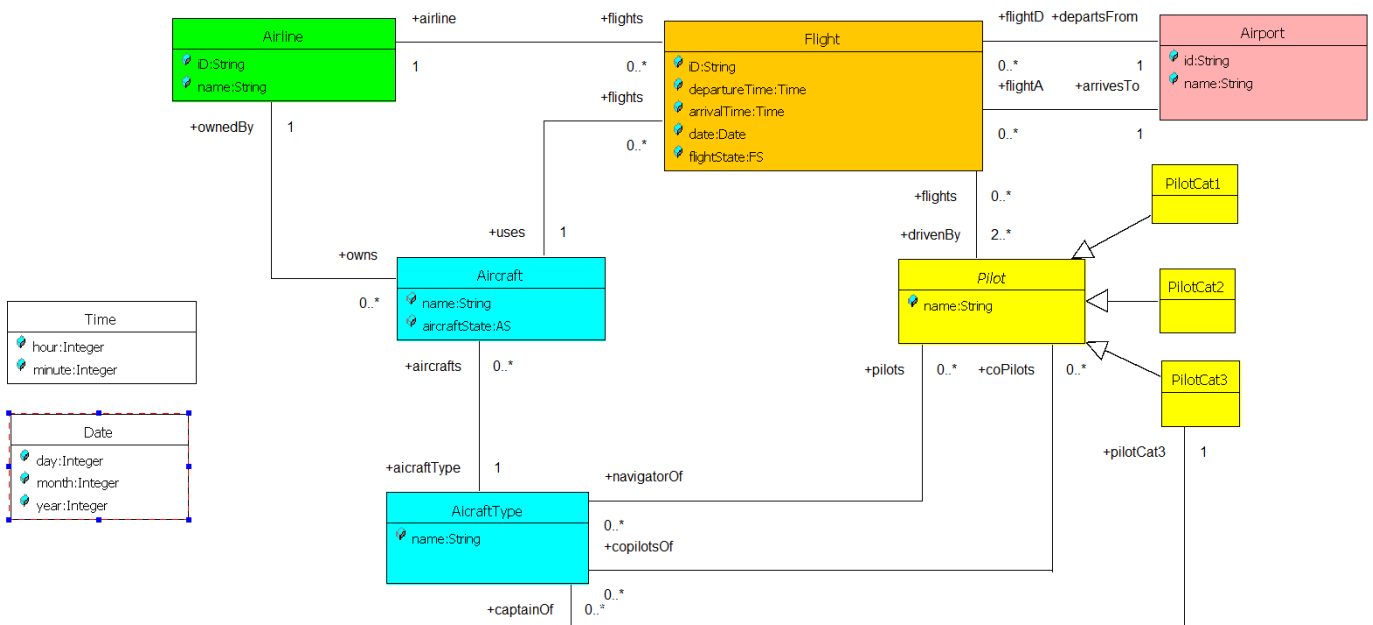 +airline
+flights
+flightD +departsFrom
Airline
iD:String
name:String
1
0..*
Flight
iD:String
departureTime:Time
arrivalTime:Time
date:Date
flightState:FS
0..*
1
+flightA
+arrivesTo
0..*
1
Airport
id:String
name:String
+ownedBy
1
+flights
0..*
+flights
0..*
+drivenBy
2..*
PilotCat1
+uses
1
+owns
0..*
Aircraft
name:String
aircraftState:AS
Pilot
name:String
PilotCat2
Time
hour:Integer
minute:Integer
+aircrafts
0..*
+pilots
0..*
+coPilots
0..*
PilotCat3
Date
day:Integer
month:Integer
year:Integer
+aicraftType
1
+navigatorOf
+pilotCat3
1
AicraftType
name:String
0..*
+copilotsOf
0..*
+captainOf
0..*